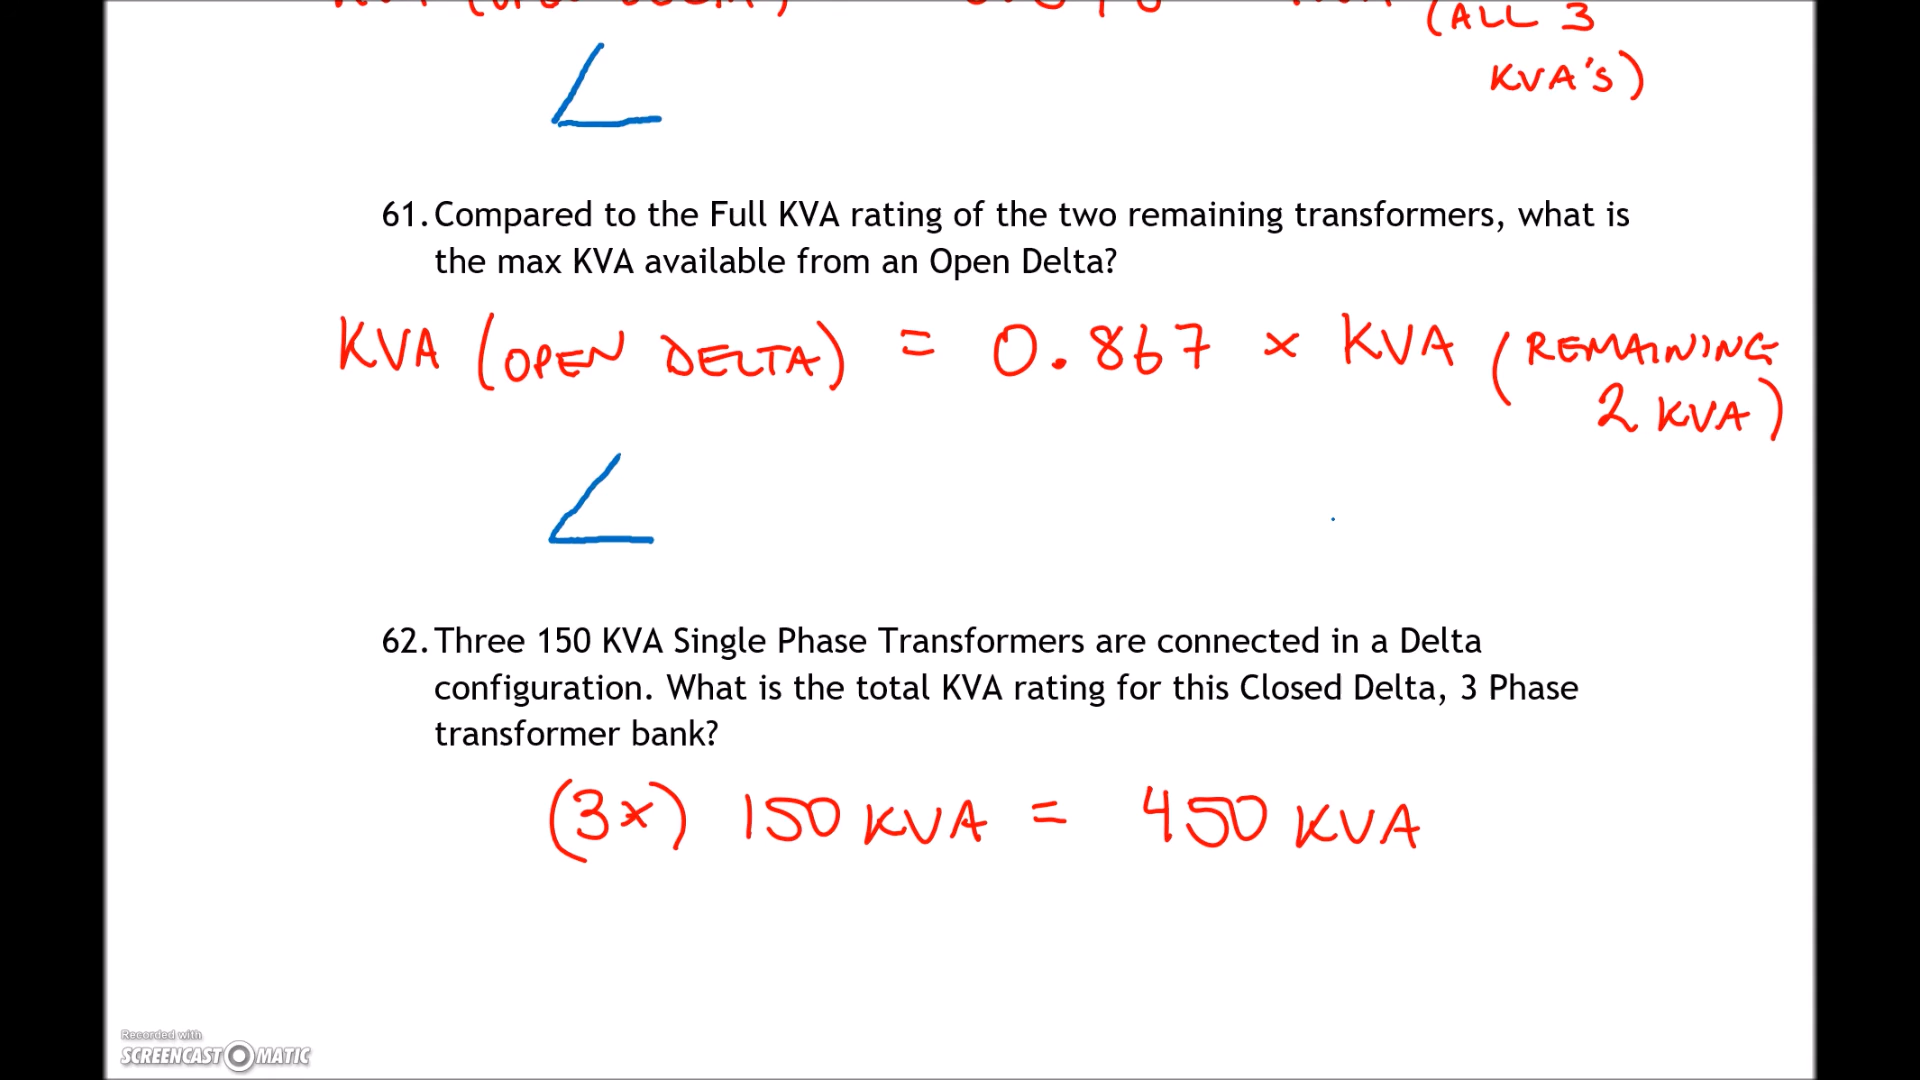 (ALL 3
KVA'S)
61. Compared to the Full KVA rating of the two remaining transformers, what is
the max KVA available from an Open Delta?
KVA (OPEN DELTA) = 0.867 × KVA (REMAINING
2 KVA)
62. Three 150 KVA Single Phase Transformers are connected in a Delta
configuration. What is the total KVA rating for this Closed Delta, 3 Phase
transformer bank?
(3×) 150 KVA = 450 KVA
Recorded with
SCREENCAST-O-MATIC